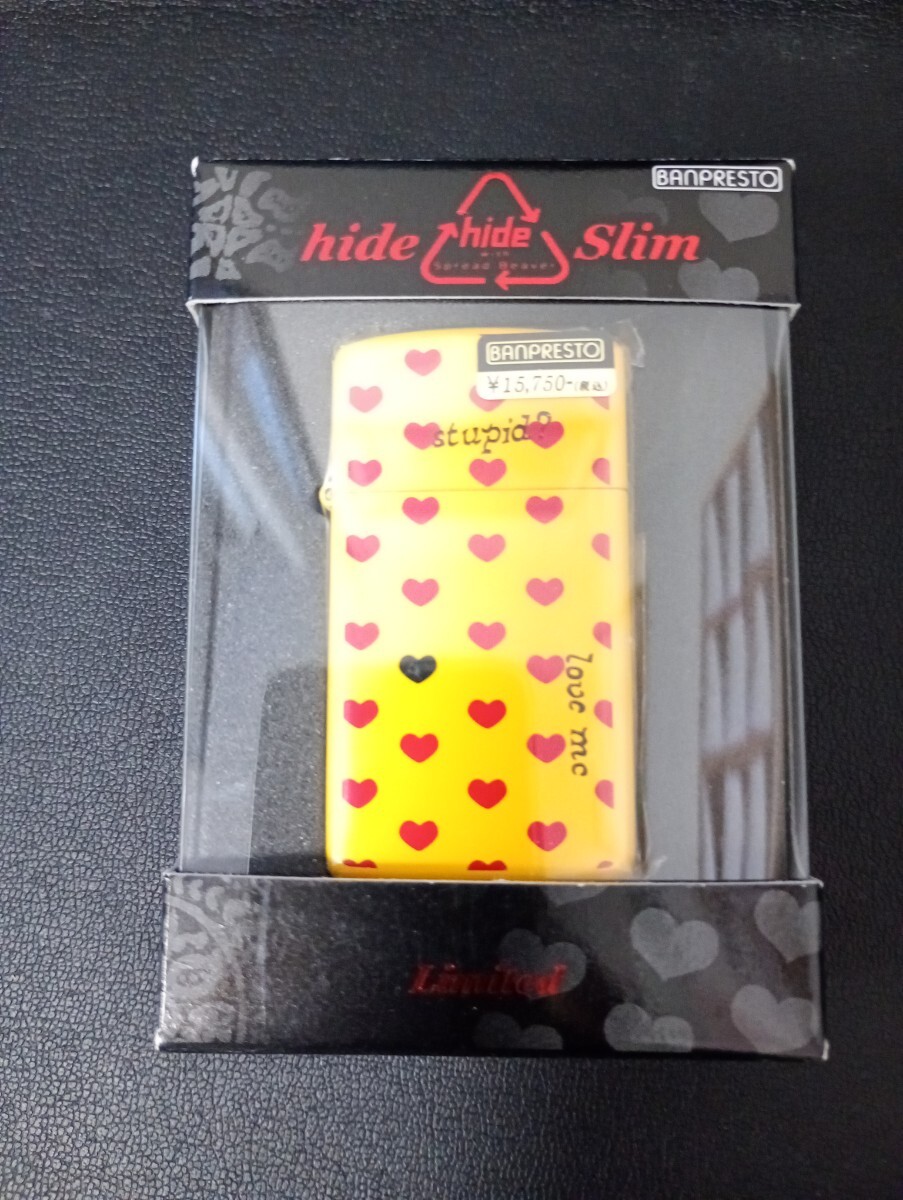 BANPRESTO
hide
hide
with
Spread Beaver
Slim
BANPRESTO
¥15,750-(税込)
stupid?
love me
Limited